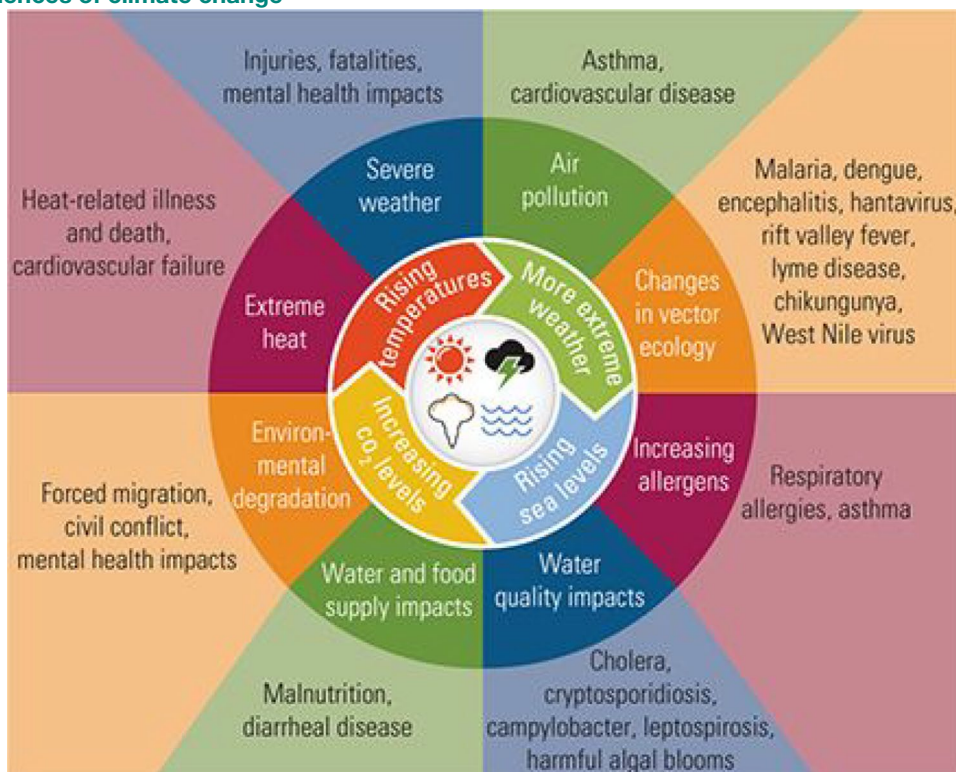 ences of climate change
Injuries, fatalities,
mental health impacts
Asthma,
cardiovascular disease
Severe
weather
Air
pollution
Heat-related illness
and death,
cardiovascular failure
Malaria, dengue,
encephalitis, hantavirus,
rift valley fever,
lyme disease,
chikungunya,
West Nile virus
Extreme
heat
Rising
temperatures
More extreme
weather
Changes
in vector
ecology
Environ-
mental
degradation
Increasing
CO₂ levels
Rising
sea levels
Increasing
allergens
Forced migration,
civil conflict,
mental health impacts
Respiratory
allergies, asthma
Water and food
supply impacts
Water
quality impacts
Malnutrition,
diarrheal disease
Cholera,
cryptosporidiosis,
campylobacter, leptospirosis,
harmful algal blooms